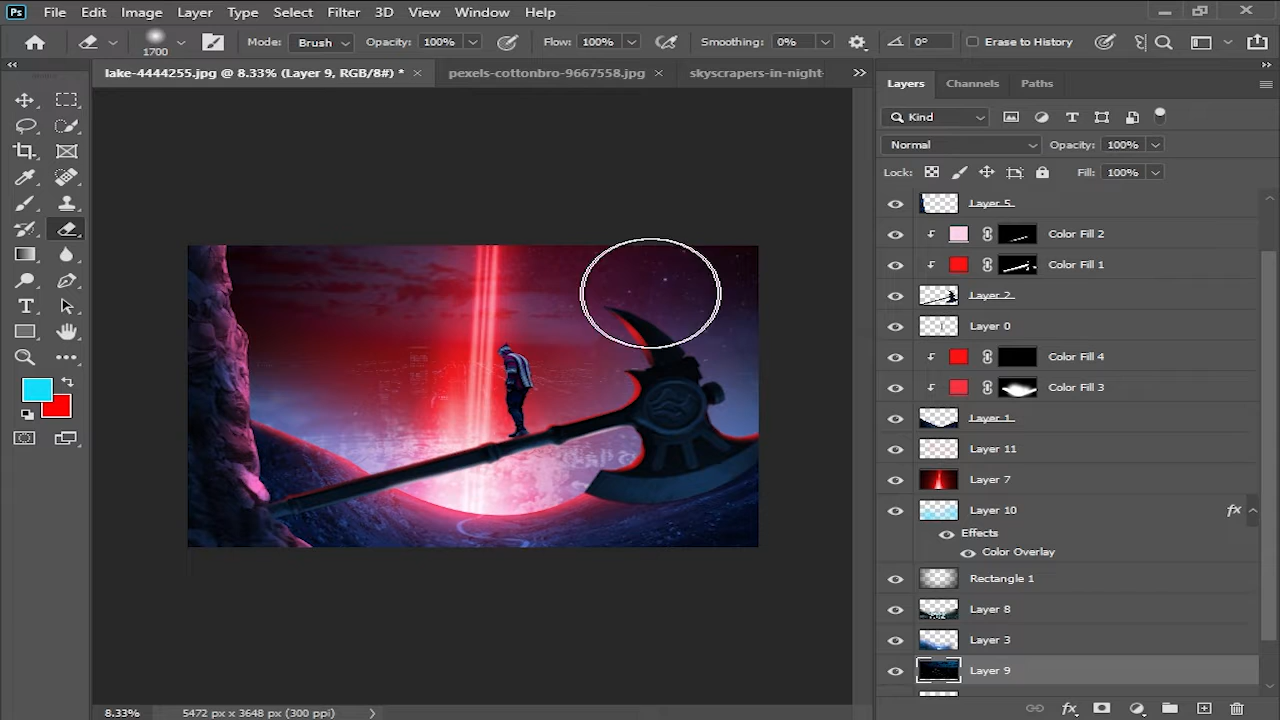 Ps File Edit Image Layer Type Select Filter 3D View Window Help
1700 Mode: Brush Opacity: 100% Flow: 100% Smoothing: 0% 0° Erase to History
lake-4444255.jpg @ 8.33% (Layer 9, RGB/8#) * × pexels-cottonbro-9667558.jpg × skyscrapers-in-night-
Layers Channels Paths
Kind
Normal Opacity: 100%
Lock: Fill: 100%
Layer 5
Color Fill 2
Color Fill 1
Layer 2
Layer 0
Color Fill 4
Color Fill 3
Layer 1
Layer 11
Layer 7
Layer 10 fx
Effects
Color Overlay
Rectangle 1
Layer 8
Layer 3
Layer 9
8.33% 5472 px x 3648 px (300 ppi)
fx